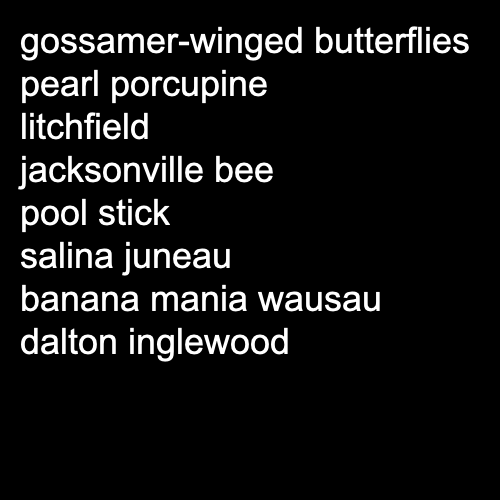 gossamer-winged butterflies
pearl porcupine
litchfield
jacksonville bee
pool stick
salina juneau
banana mania wausau
dalton inglewood